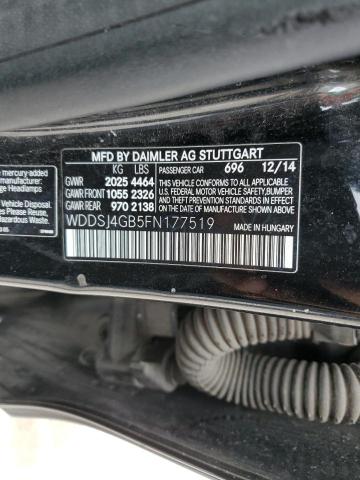 MFD BY DAIMLER AG STUTTGART
KG LBS PASSENGER CAR 696 12/14
GVWR 2025 4464 THIS VEHICLE CONFORMS TO ALL APPLICABLE
GAWR FRONT 1055 2326 U.S. FEDERAL MOTOR VEHICLE SAFETY, BUMPER
GAWR REAR 970 2138 AND THEFT PREVENTION STANDARDS IN EFFECT
ON THE DATE OF MANUFACTURE SHOWN ABOVE.
WDDSJ4GB5FN177519 MADE IN HUNGARY
mercury-added
Headlamps
Vehicle Disposal,
Hazardous Waste